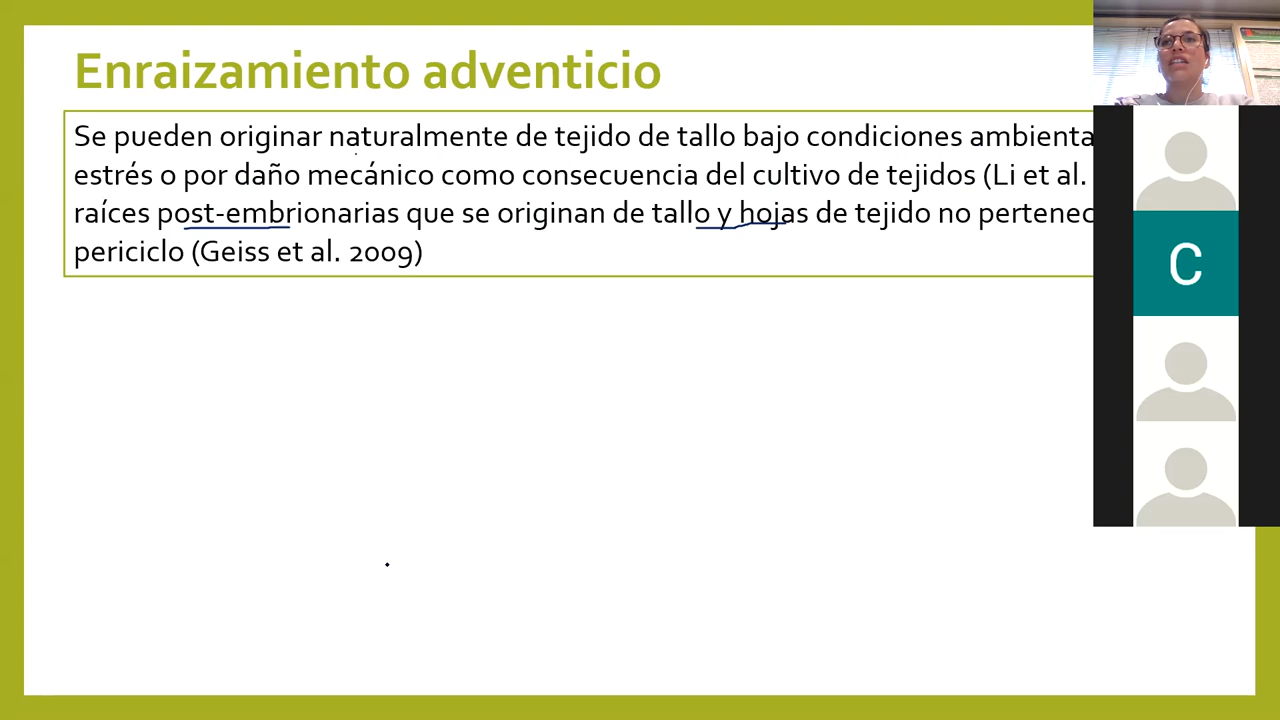 Enraizamiento adventicio
Se pueden originar naturalmente de tejido de tallo bajo condiciones
estrés o por daño mecánico como consecuencia del cultivo de tejidos (Li et al.
raíces post-embrionarias que se originan de tallo y hojas de tejido no
periciclo (Geiss et al. 2009)
C